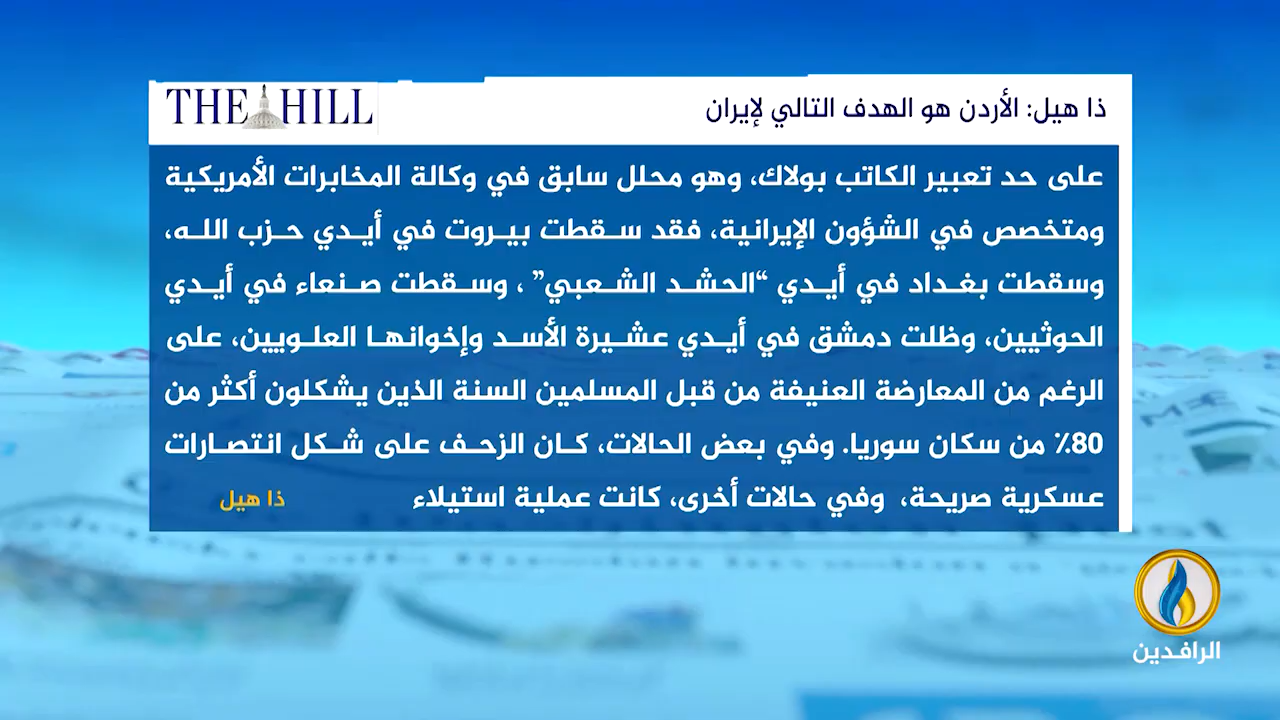 THE HILL
ذا هيل: الأردن هو الهدف التالي لإيران
على حد تعبير الكاتب بولاك، وهو محلل سابق في وكالة المخابرات الأمريكية
ومتخصص في الشؤون الإيرانية، فقد سقطت بيروت في أيدي حزب الله،
وسقطت بغداد في أيدي “الحشد الشعبي” ، وسقطت صنعاء في أيدي
الحوثيين، وظلت دمشق في أيدي عشيرة الأسد وإخوانها العلويين، على
الرغم من المعارضة العنيفة من قبل المسلمين السنة الذين يشكلون أكثر من
80٪ من سكان سوريا. وفي بعض الحالات، كان الزحف على شكل انتصارات
عسكرية صريحة، وفي حالات أخرى، كانت عملية استيلاء
ذا هيل
الرافدين